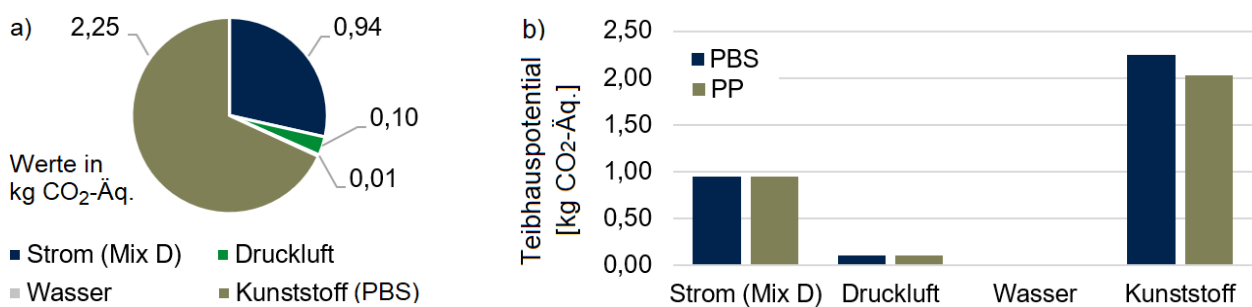 a)
2,25
0,94
0,10
0,01
Werte in
kg CO2-Äq.
Strom (Mix D)
Druckluft
Wasser
Kunststoff (PBS)
b)
Teibhauspotential
[kg CO2-Äq.]
2,50
2,00
1,50
1,00
0,50
0,00
PBS
PP
Strom (Mix D)
Druckluft
Wasser
Kunststoff